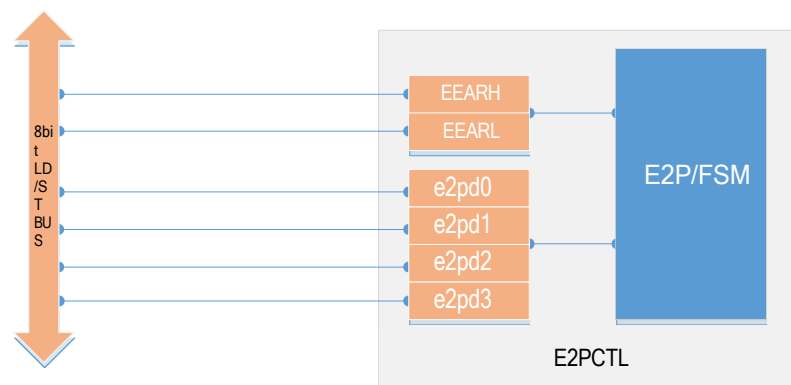 8bi
t
LD
/S
T
BU
S
EEARH
EEARL
e2pd0
e2pd1
e2pd2
e2pd3
E2P/FSM
E2PCTL